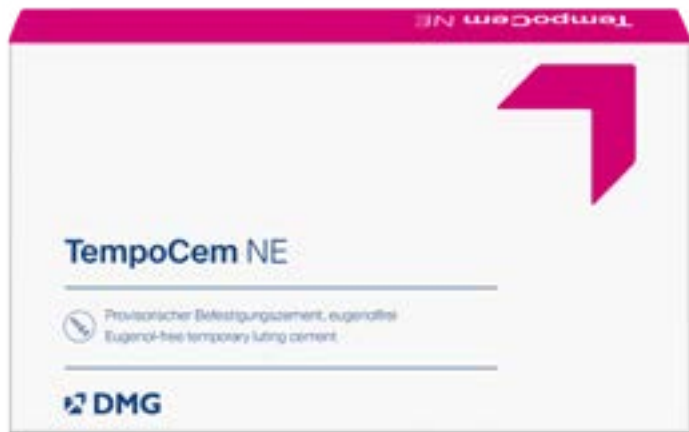 TempoCem NE
TempoCem NE
Provisorischer Befestigungszement, eugenolfrei
Eugenol-free temporary luting cement
DMG